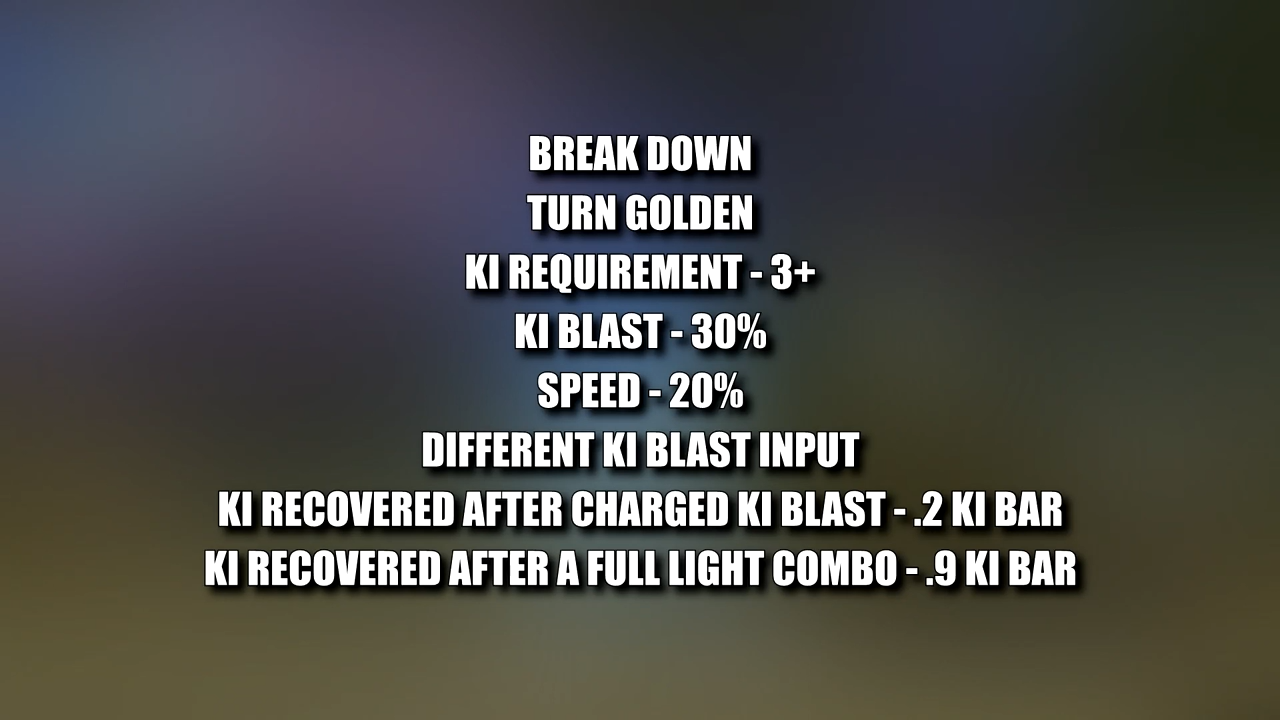 BREAK DOWN
TURN GOLDEN
KI REQUIREMENT - 3+
KI BLAST - 30%
SPEED - 20%
DIFFERENT KI BLAST INPUT
KI RECOVERED AFTER CHARGED KI BLAST - .2 KI BAR
KI RECOVERED AFTER A FULL LIGHT COMBO - .9 KI BAR